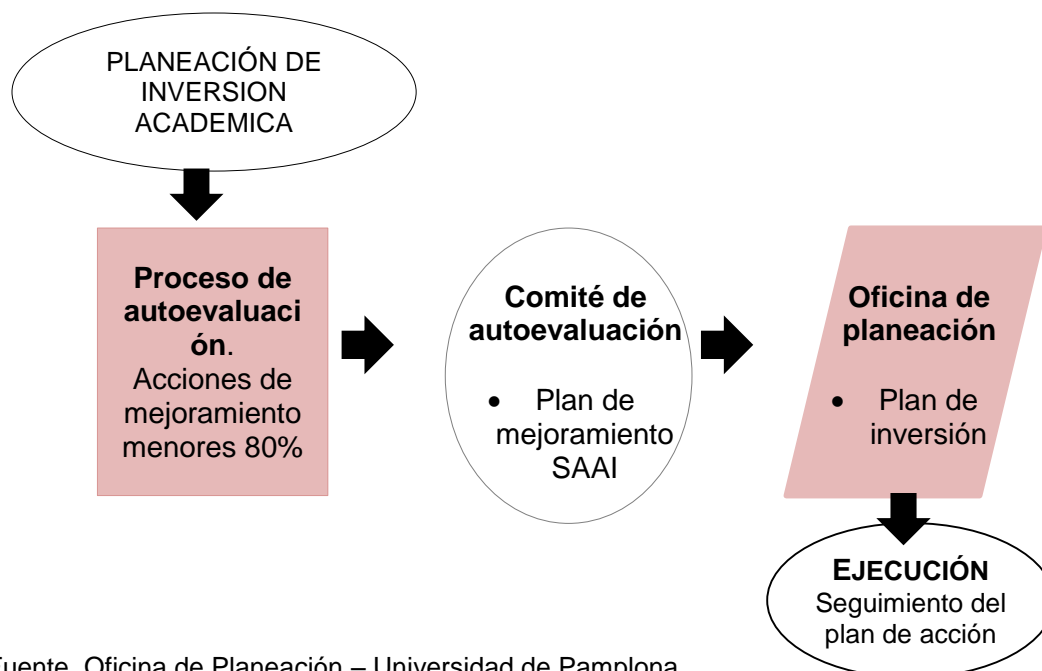 PLANEACIÓN DE
INVERSION
ACADEMICA
Proceso de
autoevaluaci
ón.
Acciones de
mejoramiento
menores 80%
Comité de
autoevaluación
• Plan de
mejoramiento
SAAI
Oficina de
planeación
• Plan de
inversión
EJECUCIÓN
Seguimiento del
plan de acción
Fuente. Oficina de Planeación – Universidad de Pamplona